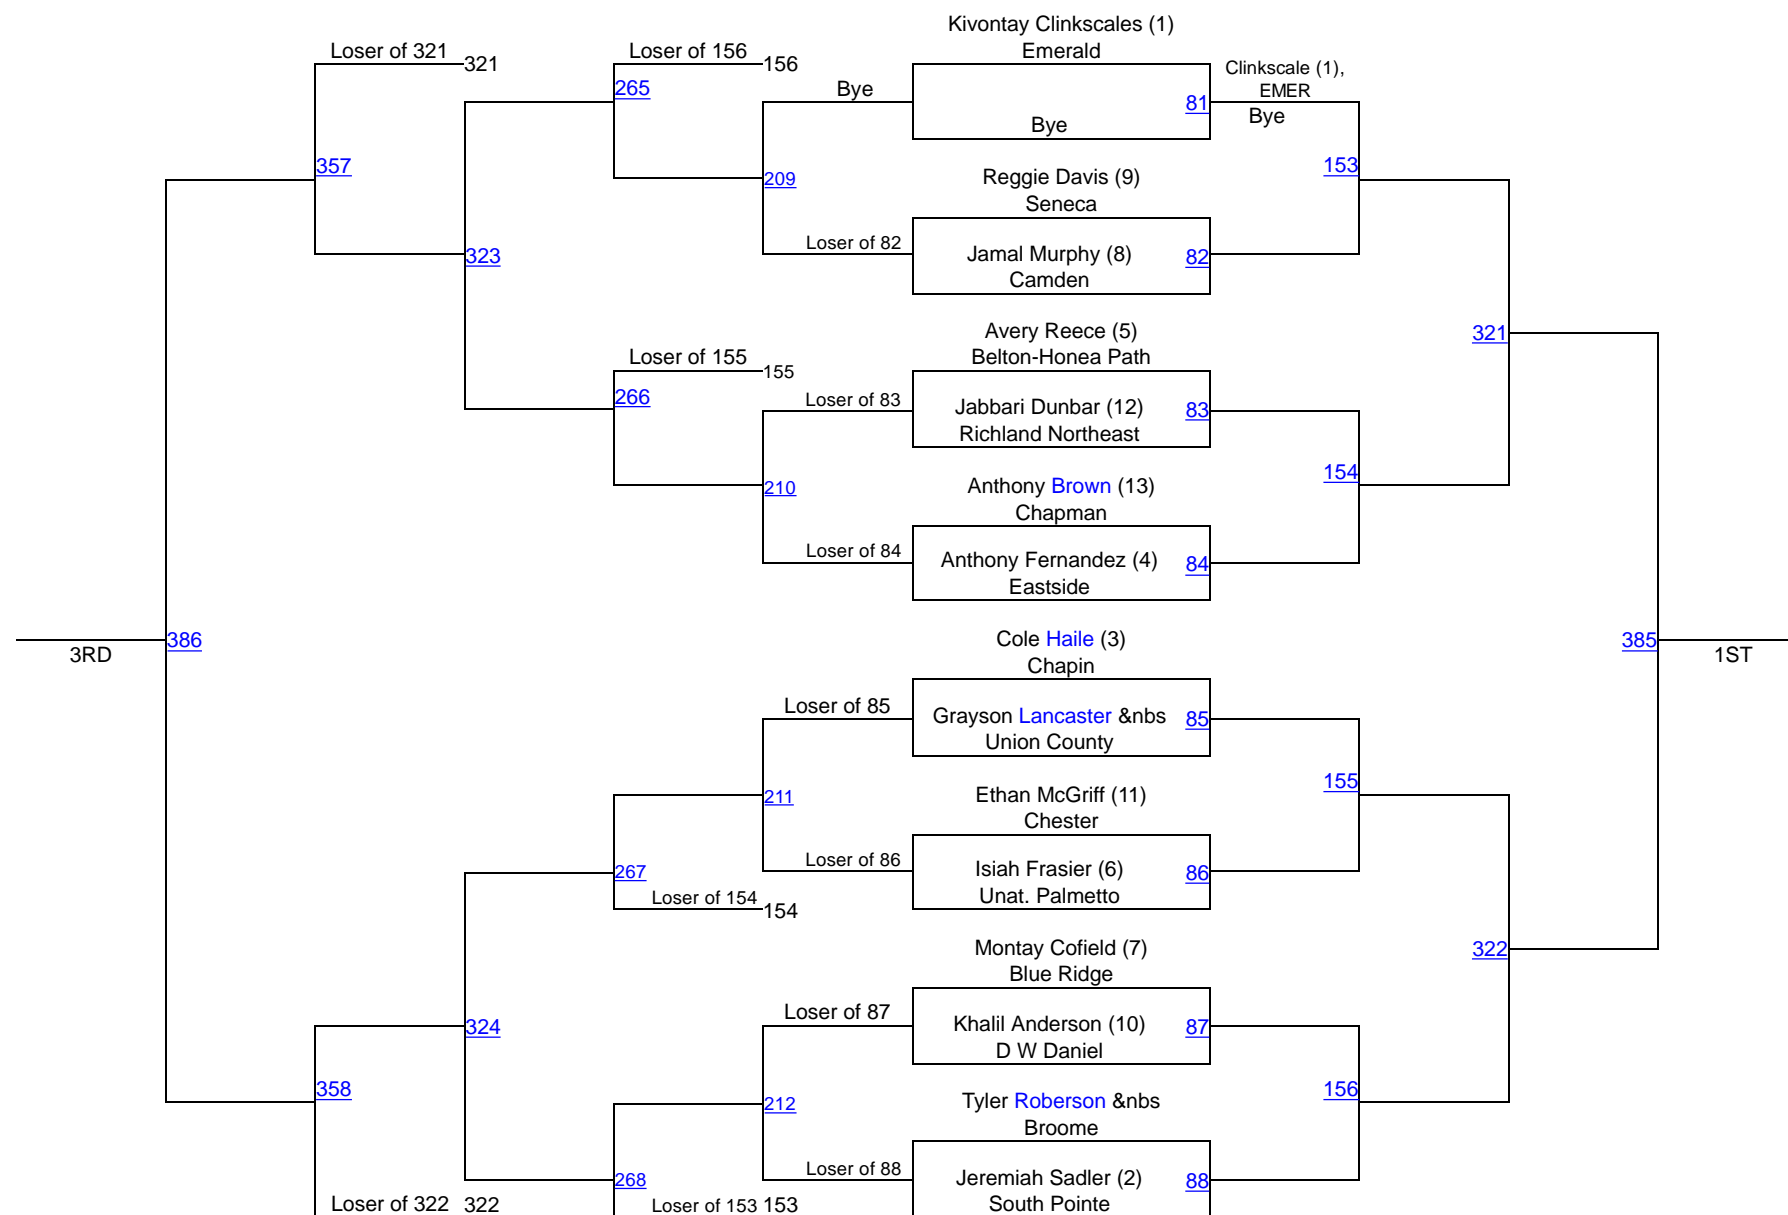 Kivontay Clinkscales (1)
Loser of 321
321
Loser of 156
156
Emerald
Clinkscale (1),
EMER
265
Bye
81
Bye
Bye
357
209
Reggie Davis (9)
153
Seneca
323
Loser of 82
Jamal Murphy (8)
82
Camden
Avery Reece (5)
321
Loser of 155
155
Belton-Honea Path
266
Loser of 83
Jabbari Dunbar (12)
83
Richland Northeast
210
Anthony Brown (13)
154
Chapman
Loser of 84
Anthony Fernandez (4)
84
Eastside
3RD
386
Cole Haile (3)
385
1ST
Chapin
Loser of 85
Grayson Lancaster &nbs
85
Union County
211
Ethan McGriff (11)
155
Chester
267
Loser of 86
Isiah Frasier (6)
86
Loser of 154
154
Unat. Palmetto
Montay Cofield (7)
322
Blue Ridge
324
Loser of 87
Khalil Anderson (10)
87
D W Daniel
358
212
Tyler Roberson &nbs
156
Broome
268
Loser of 88
Jeremiah Sadler (2)
88
Loser of 322
322
Loser of 153
153
South Pointe